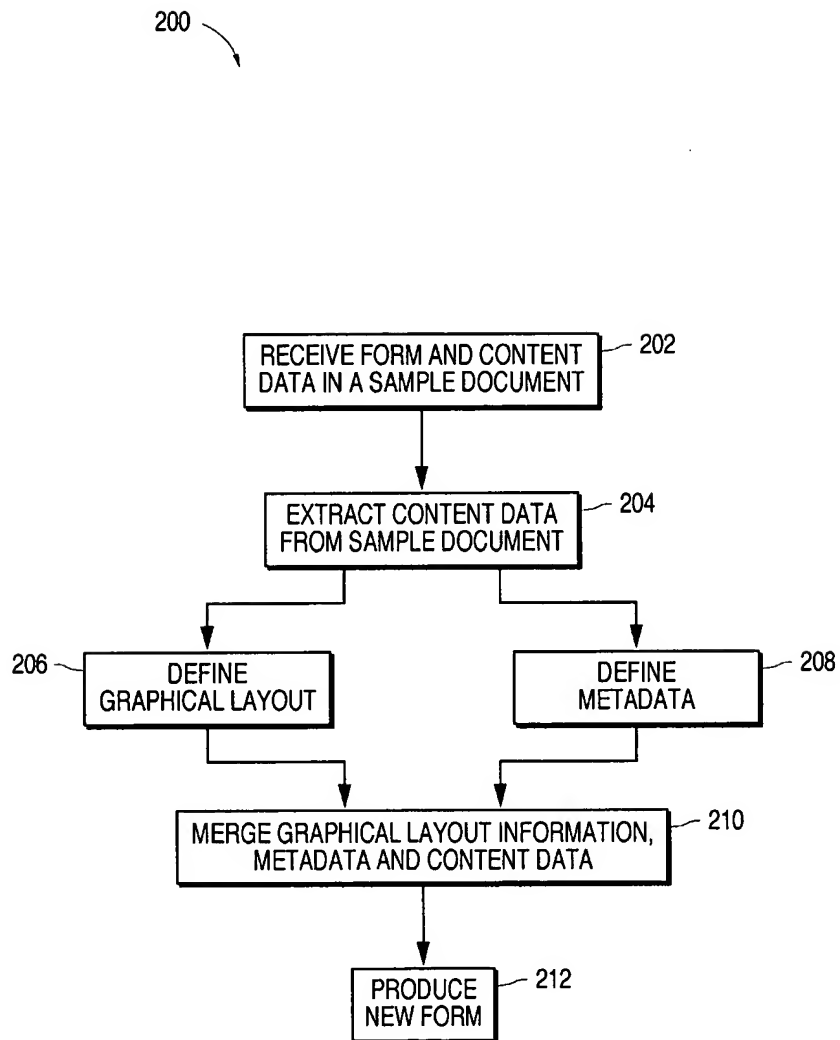 200
RECEIVE FORM AND CONTENT
DATA IN A SAMPLE DOCUMENT
202
EXTRACT CONTENT DATA
FROM SAMPLE DOCUMENT
204
206
DEFINE
GRAPHICAL LAYOUT
DEFINE
METADATA
208
MERGE GRAPHICAL LAYOUT INFORMATION,
METADATA AND CONTENT DATA
210
PRODUCE
NEW FORM
212